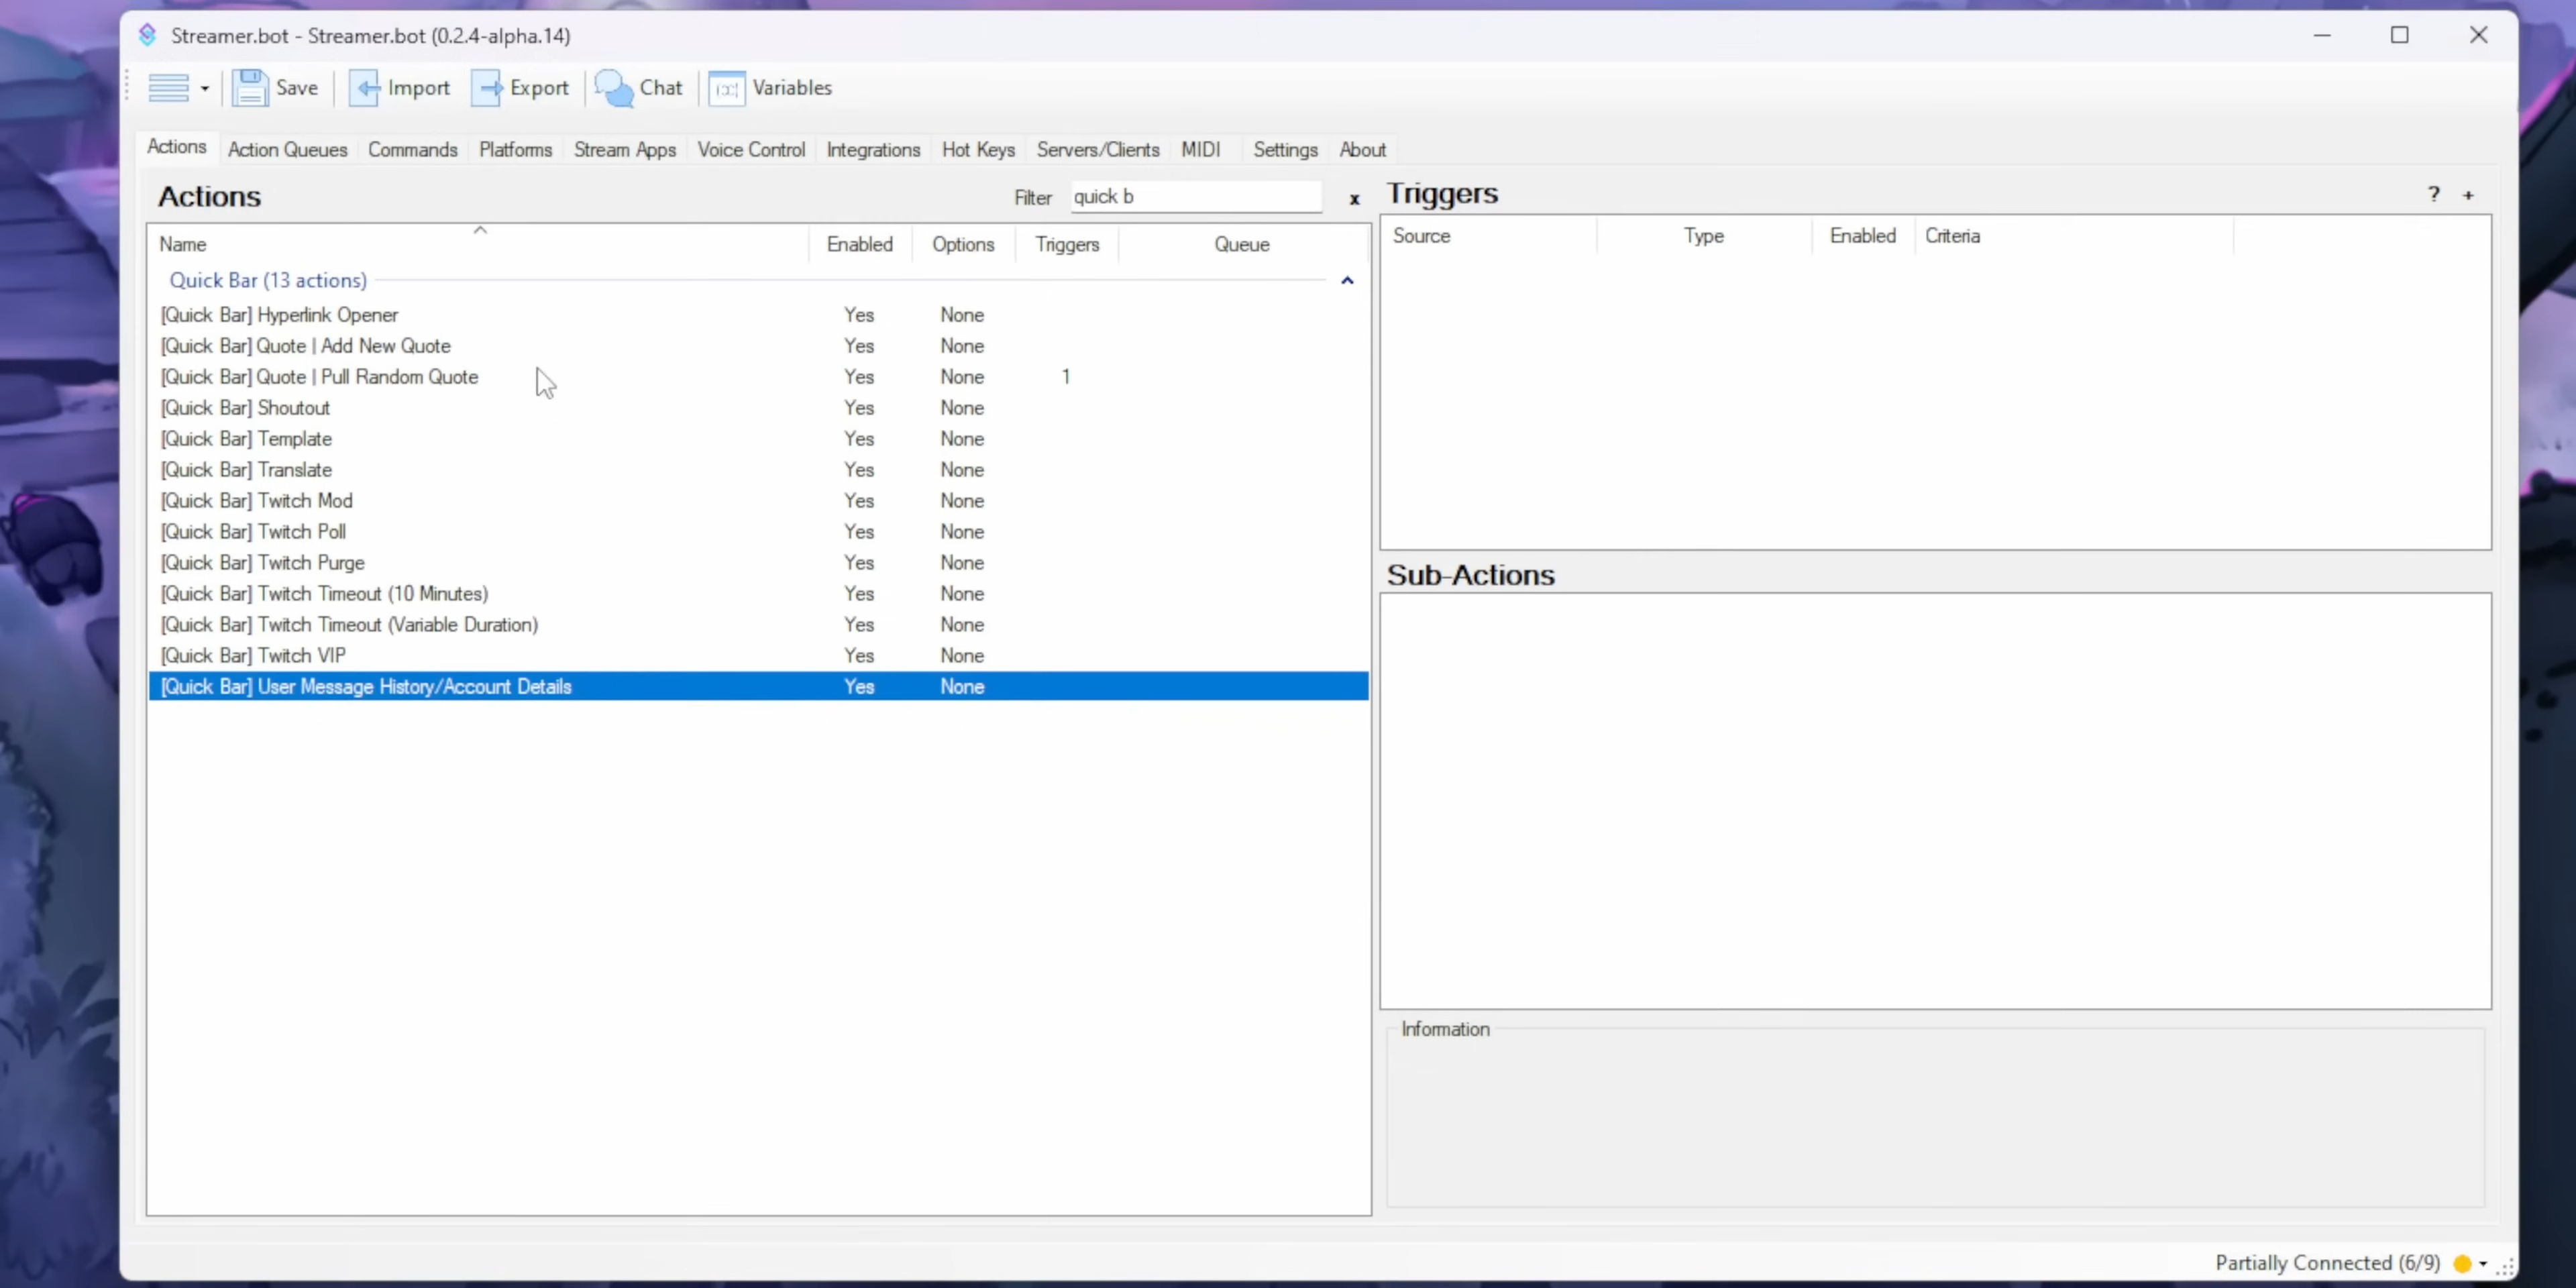 Streamer.bot - Streamer.bot (0.2.4-alpha.14)
Save Import Export Chat Variables
Actions Action Queues Commands Platforms Stream Apps Voice Control Integrations Hot Keys Servers/Clients MIDI Settings About
Actions Filter quick b x
Name Enabled Options Triggers Queue
Quick Bar (13 actions)
[Quick Bar] Hyperlink Opener Yes None
[Quick Bar] Quote | Add New Quote Yes None
[Quick Bar] Quote | Pull Random Quote Yes None 1
[Quick Bar] Shoutout Yes None
[Quick Bar] Template Yes None
[Quick Bar] Translate Yes None
[Quick Bar] Twitch Mod Yes None
[Quick Bar] Twitch Poll Yes None
[Quick Bar] Twitch Purge Yes None
[Quick Bar] Twitch Timeout (10 Minutes) Yes None
[Quick Bar] Twitch Timeout (Variable Duration) Yes None
[Quick Bar] Twitch VIP Yes None
[Quick Bar] User Message History/Account Details Yes None
Triggers ? +
Source Type Enabled Criteria
Sub-Actions
Information
Partially Connected (6/9)